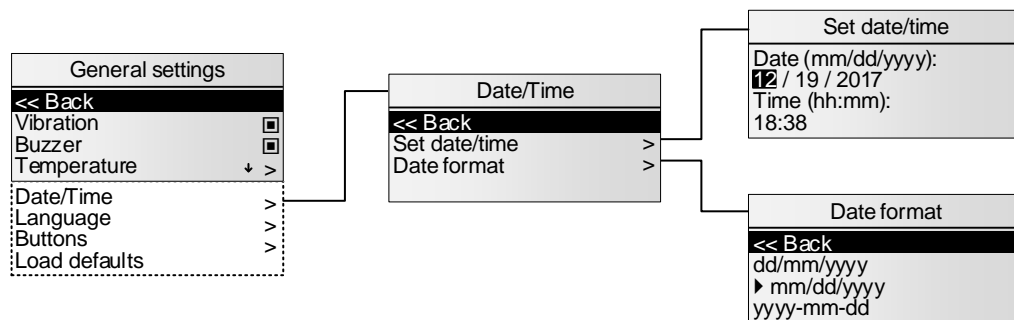 General settings
<< Back
Vibration
Buzzer
Temperature >
Date/Time >
Language >
Buttons >
Load defaults
Date/Time
<< Back
Set date/time >
Date format >
Set date/time
Date (mm/dd/yyyy):
12 / 19 / 2017
Time (hh:mm):
18:38
Date format
<< Back
dd/mm/yyyy
mm/dd/yyyy
yyyy-mm-dd